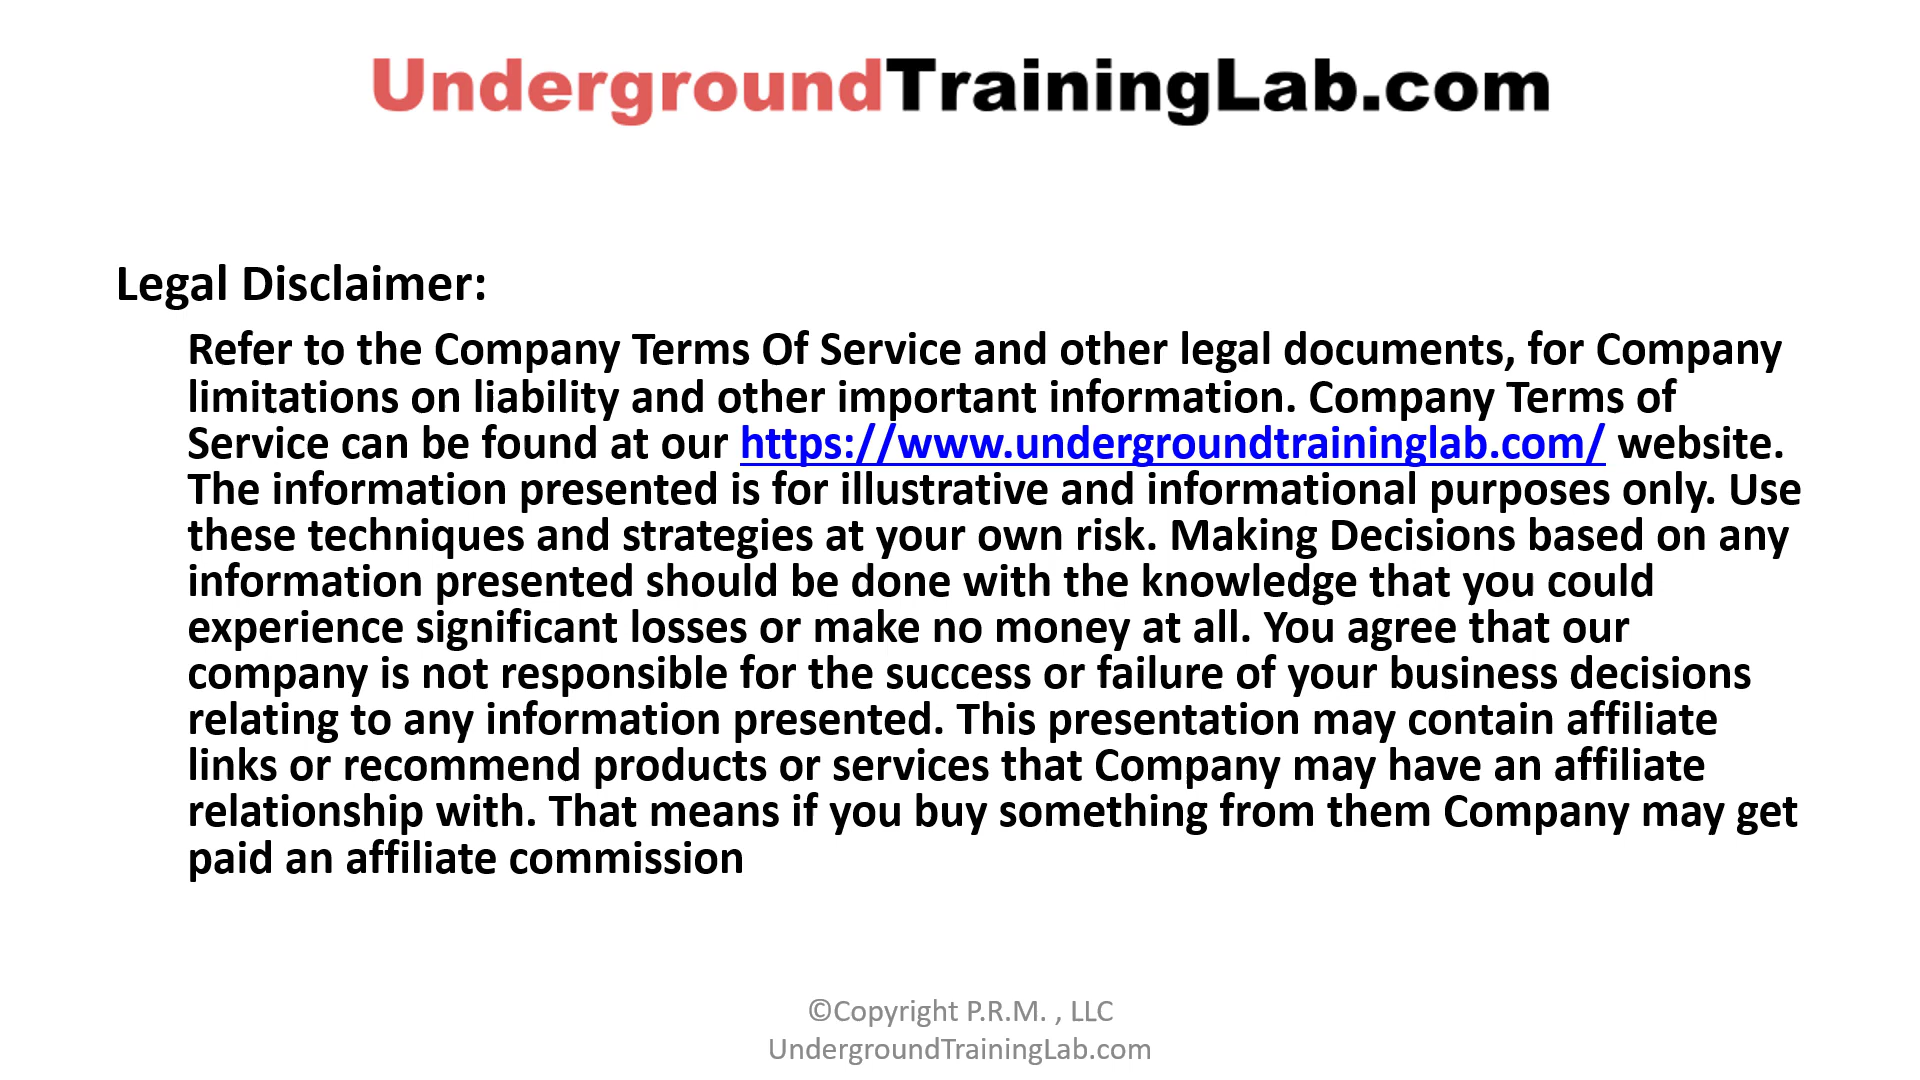 UndergroundTrainingLab.com
Legal Disclaimer:
Refer to the Company Terms Of Service and other legal documents, for Company
limitations on liability and other important information. Company Terms of
Service can be found at our https://www.undergroundtraininglab.com/ website.
The information presented is for illustrative and informational purposes only. Use
these techniques and strategies at your own risk. Making Decisions based on any
information presented should be done with the knowledge that you could
experience significant losses or make no money at all. You agree that our
company is not responsible for the success or failure of your business decisions
relating to any information presented. This presentation may contain affiliate
links or recommend products or services that Company may have an affiliate
relationship with. That means if you buy something from them Company may get
paid an affiliate commission
©Copyright P.R.M. , LLC
UndergroundTrainingLab.com